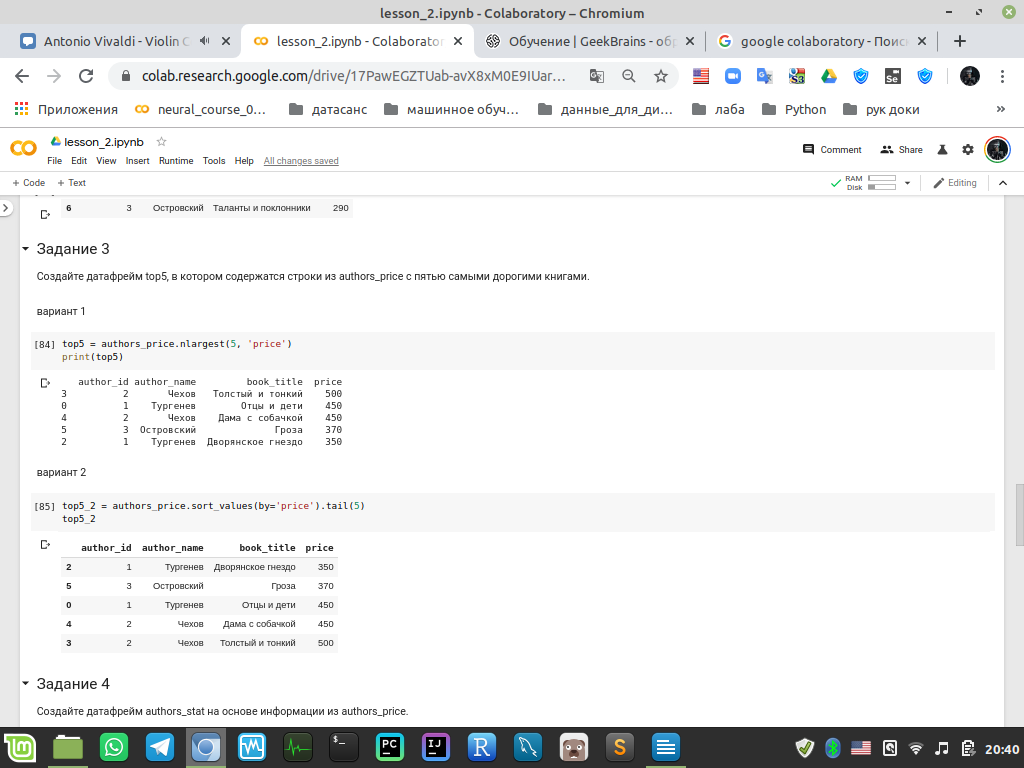 lesson_2.ipynb - Colaboratory – Chromium
Antonio Vivaldi - Violin C
lesson_2.ipynb - Colaborator
Обучение | GeekBrains - об
google colaboratory - Поис
colab.research.google.com/drive/17PawEGZTUab-avX8xM0E9IUar...
Приложения
neural_course_0...
датасанс
машинное обуч...
данные_для_ди...
лаба
Python
рук доки
»
lesson_2.ipynb
Comment
Share
File Edit View Insert Runtime Tools Help All changes saved
+ Code + Text
RAM
Disk
Editing
6 3 Островский Таланты и поклонники 290
Задание 3
Создайте датафрейм top5, в котором содержатся строки из authors_price с пятью самыми дорогими книгами.
вариант 1
[84] top5 = authors_price.nlargest(5, 'price')
print(top5)
author_id author_name book_title price
3 2 Чехов Толстый и тонкий 500
0 1 Тургенев Отцы и дети 450
4 2 Чехов Дама с собачкой 450
5 3 Островский Гроза 370
2 1 Тургенев Дворянское гнездо 350
вариант 2
[85] top5_2 = authors_price.sort_values(by='price').tail(5)
top5_2
author_id author_name book_title price
2 1 Тургенев Дворянское гнездо 350
5 3 Островский Гроза 370
0 1 Тургенев Отцы и дети 450
4 2 Чехов Дама с собачкой 450
3 2 Чехов Толстый и тонкий 500
Задание 4
Создайте датафрейм authors_stat на основе информации из authors_price.
20:40